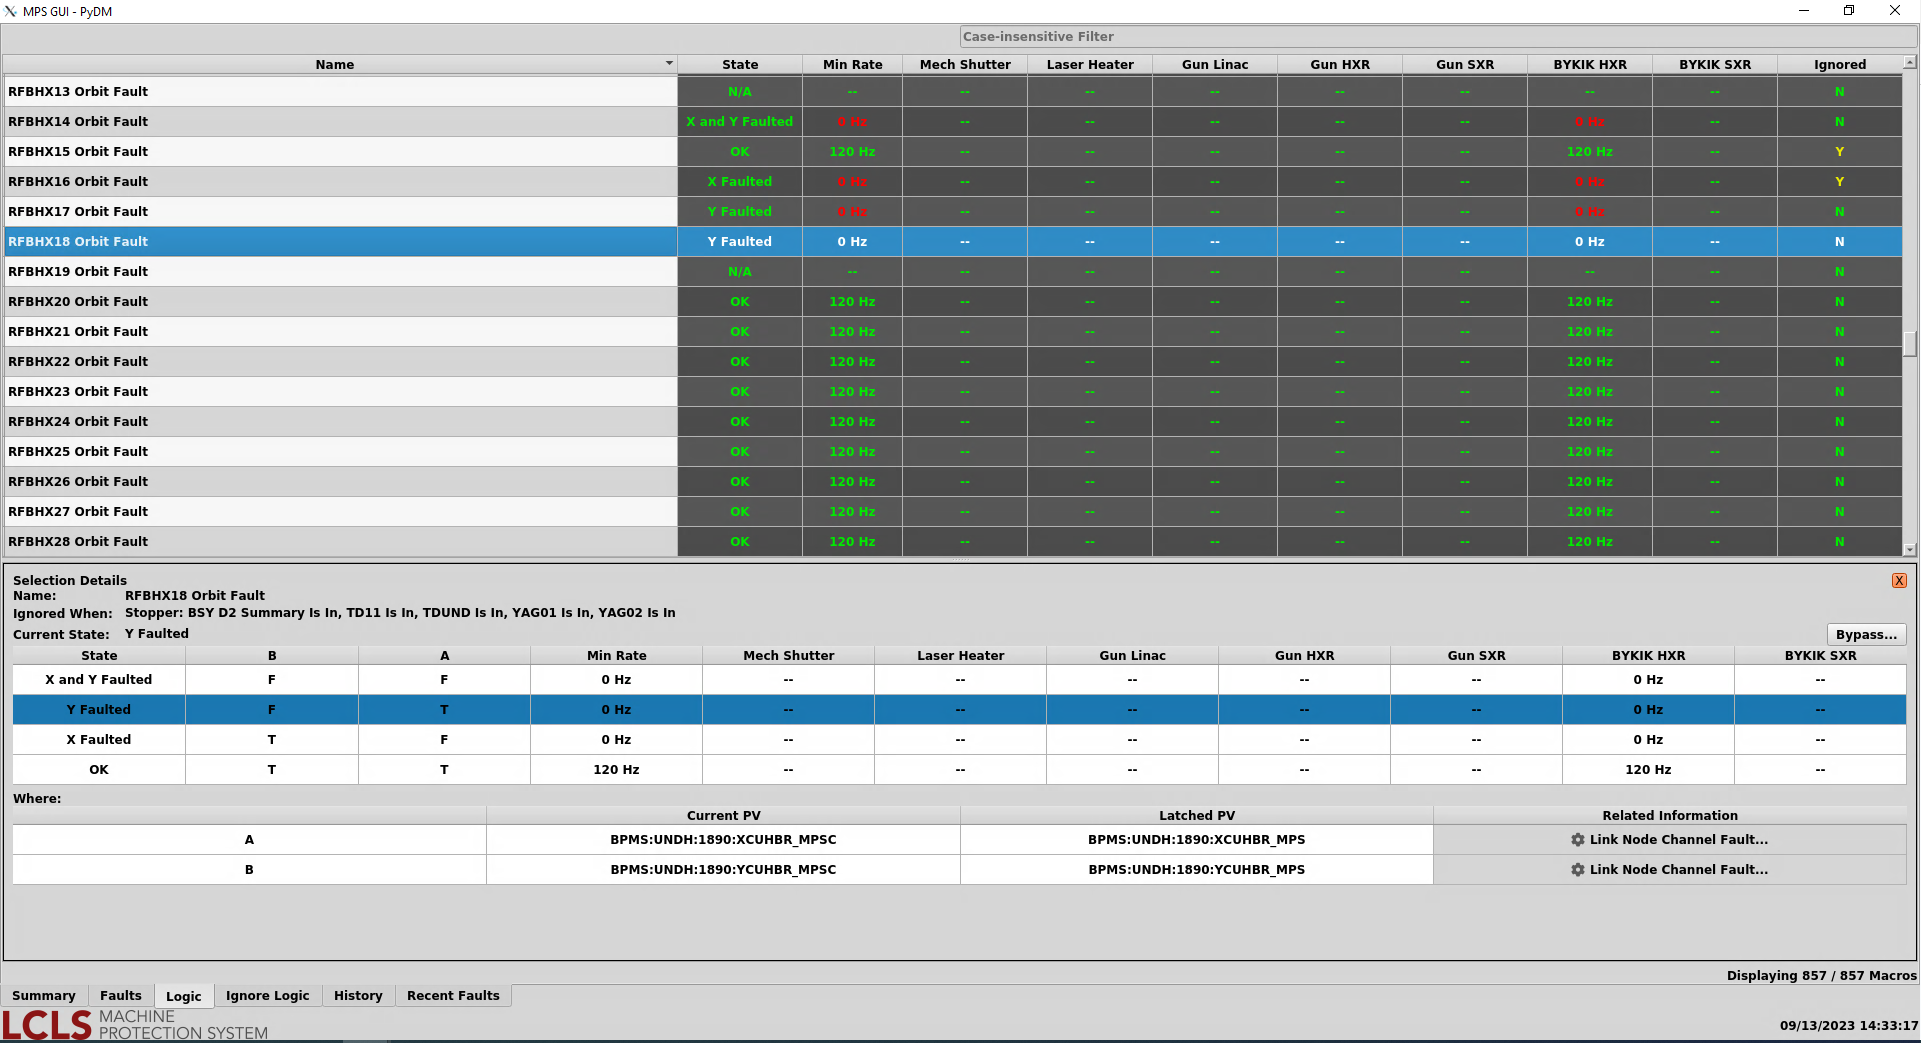 MPS GUI - PyDM
Case-insensitive Filter
Name State Min Rate Mech Shutter Laser Heater Gun Linac Gun HXR Gun SXR BYKIK HXR BYKIK SXR Ignored
RFBHX13 Orbit Fault N/A -- -- -- -- -- -- -- -- N
RFBHX14 Orbit Fault X and Y Faulted 0 Hz -- -- -- -- -- 0 Hz -- N
RFBHX15 Orbit Fault OK 120 Hz -- -- -- -- -- 120 Hz -- Y
RFBHX16 Orbit Fault X Faulted 0 Hz -- -- -- -- -- 0 Hz -- Y
RFBHX17 Orbit Fault Y Faulted 0 Hz -- -- -- -- -- 0 Hz -- N
RFBHX18 Orbit Fault Y Faulted 0 Hz -- -- -- -- -- 0 Hz -- N
RFBHX19 Orbit Fault N/A -- -- -- -- -- -- -- -- N
RFBHX20 Orbit Fault OK 120 Hz -- -- -- -- -- 120 Hz -- N
RFBHX21 Orbit Fault OK 120 Hz -- -- -- -- -- 120 Hz -- N
RFBHX22 Orbit Fault OK 120 Hz -- -- -- -- -- 120 Hz -- N
RFBHX23 Orbit Fault OK 120 Hz -- -- -- -- -- 120 Hz -- N
RFBHX24 Orbit Fault OK 120 Hz -- -- -- -- -- 120 Hz -- N
RFBHX25 Orbit Fault OK 120 Hz -- -- -- -- -- 120 Hz -- N
RFBHX26 Orbit Fault OK 120 Hz -- -- -- -- -- 120 Hz -- N
RFBHX27 Orbit Fault OK 120 Hz -- -- -- -- -- 120 Hz -- N
RFBHX28 Orbit Fault OK 120 Hz -- -- -- -- -- 120 Hz -- N
Selection Details X
Name: RFBHX18 Orbit Fault
Ignored When: Stopper: BSY D2 Summary Is In, TD11 Is In, TDUND Is In, YAG01 Is In, YAG02 Is In
Current State: Y Faulted Bypass...
State B A Min Rate Mech Shutter Laser Heater Gun Linac Gun HXR Gun SXR BYKIK HXR BYKIK SXR
X and Y Faulted F F 0 Hz -- -- -- -- -- 0 Hz --
Y Faulted F T 0 Hz -- -- -- -- -- 0 Hz --
X Faulted T F 0 Hz -- -- -- -- -- 0 Hz --
OK T T 120 Hz -- -- -- -- -- 120 Hz --
Where:
Current PV Latched PV Related Information
A BPMS:UNDH:1890:XCUHBR_MPSC BPMS:UNDH:1890:XCUHBR_MPS Link Node Channel Fault...
B BPMS:UNDH:1890:YCUHBR_MPSC BPMS:UNDH:1890:YCUHBR_MPS Link Node Channel Fault...
Displaying 857 / 857 Macros
Summary Faults Logic Ignore Logic History Recent Faults
LCLS MACHINE
PROTECTION SYSTEM
09/13/2023 14:33:17